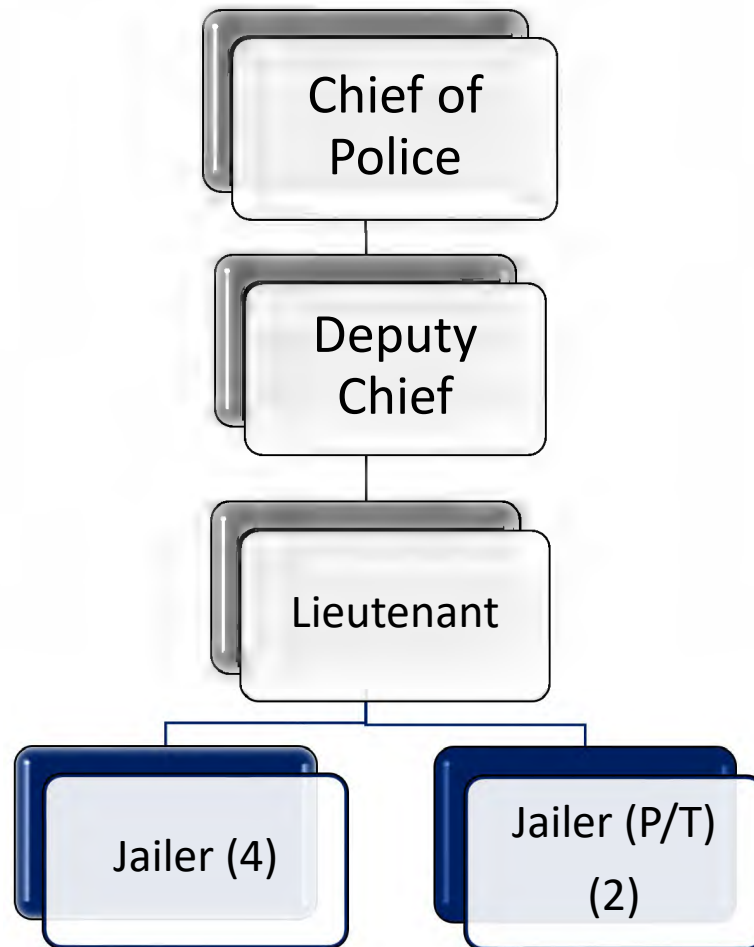 Chief of
Police
Deputy
Chief
Lieutenant
Jailer (4)
Jailer (P/T)
(2)